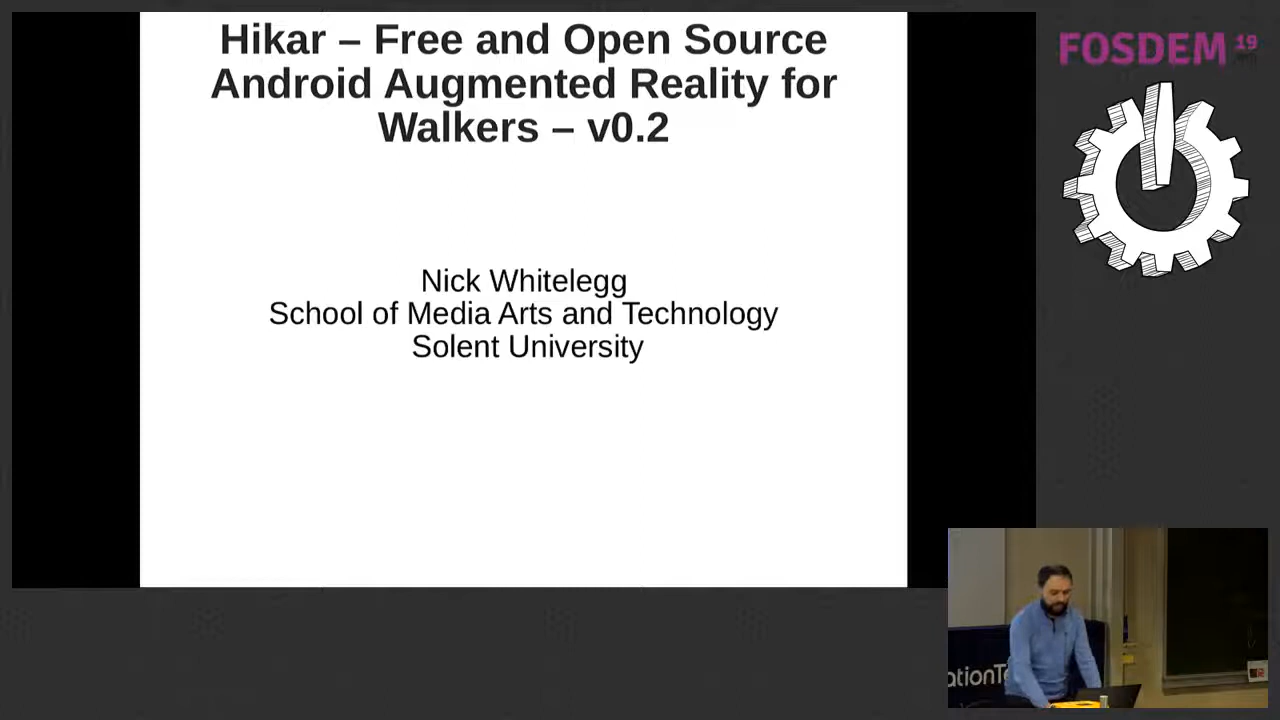 Hikar – Free and Open Source
Android Augmented Reality for
Walkers – v0.2
Nick Whitelegg
School of Media Arts and Technology
Solent University
FOSDEM 19
ationTe